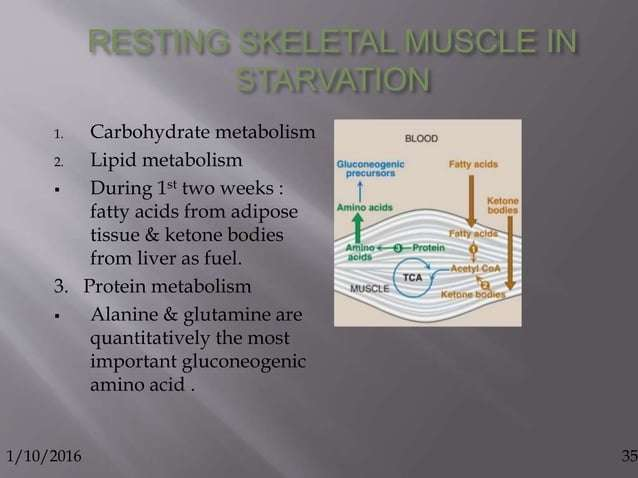 RESTING SKELETAL MUSCLE IN
STARVATION
1. Carbohydrate metabolism
2. Lipid metabolism
▪ During 1st two weeks :
fatty acids from adipose
tissue & ketone bodies
from liver as fuel.
3. Protein metabolism
▪ Alanine & glutamine are
quantitatively the most
important gluconeogenic
amino acid .
BLOOD
Gluconeogenic
precursors
Fatty acids
Ketone
bodies
Amino acids
Fatty acids
Amino
acids
3
Protein
1
TCA
Acetyl CoA
2
MUSCLE
Ketone bodies
1/10/2016
35